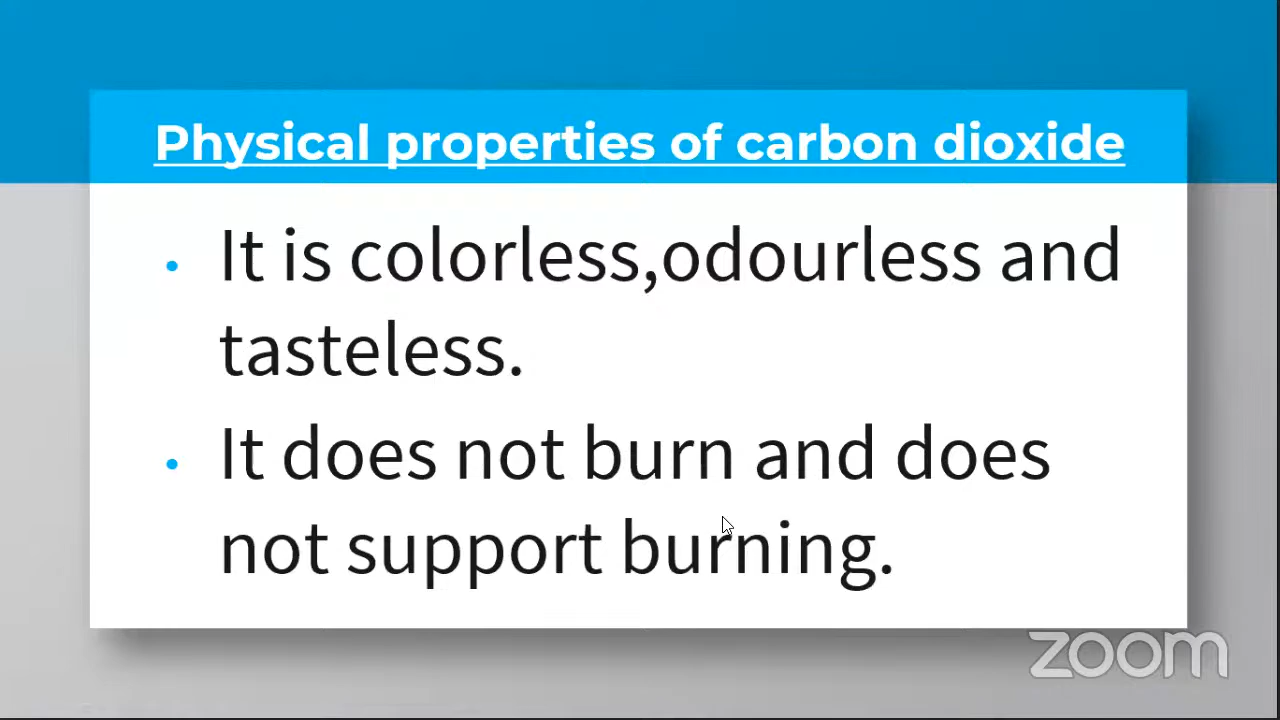 Physical properties of carbon dioxide
• It is colorless,odourless and
tasteless.
• It does not burn and does
not support burning.
zoom